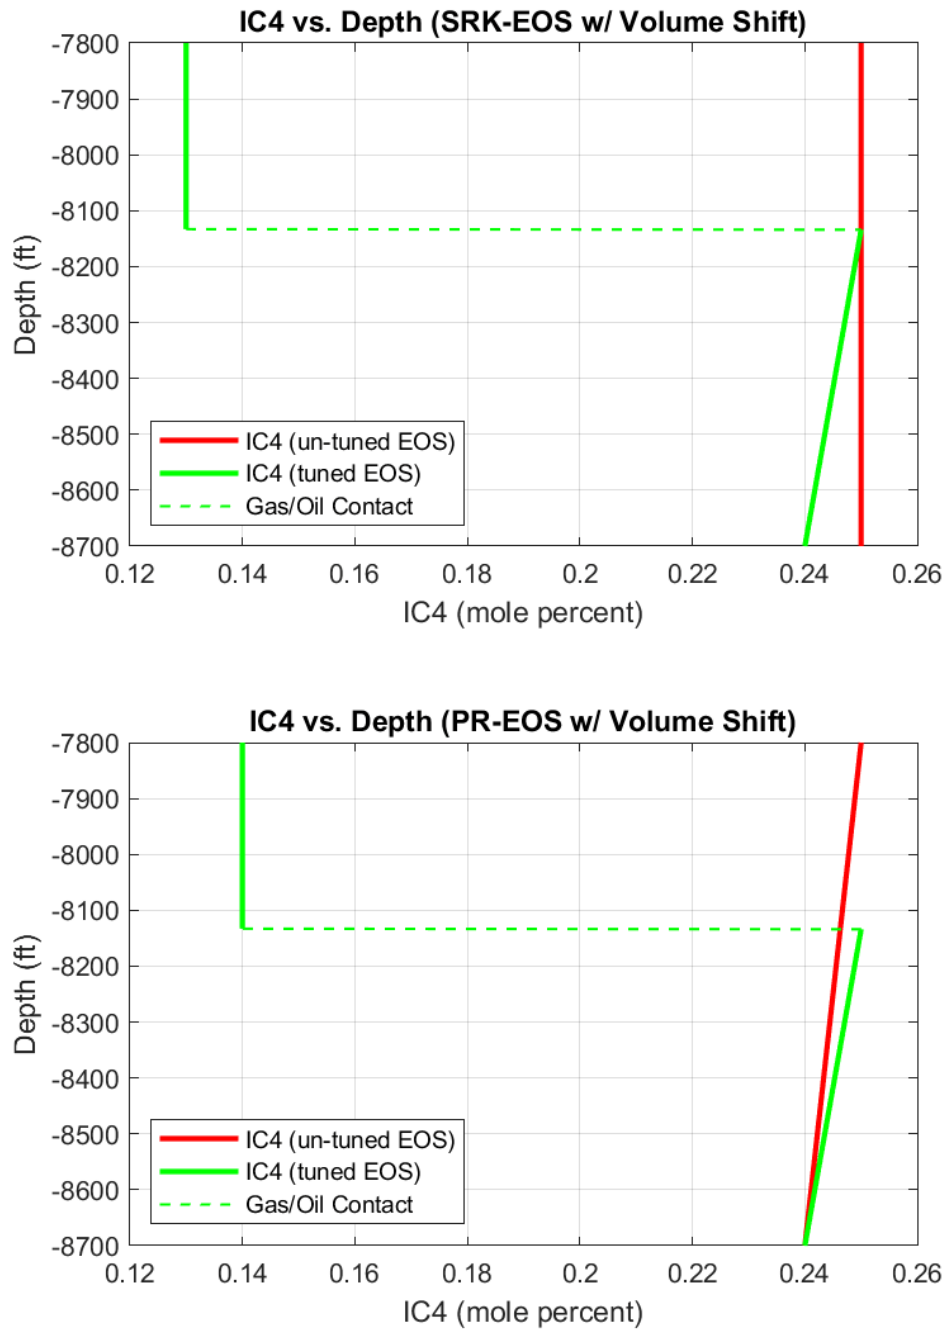 IC4 vs. Depth (SRK-EOS w/ Volume Shift)
-7800
-7900
-8000
-8100
-8200
-8300
-8400
-8500
-8600
-8700
Depth (ft)
IC4 (un-tuned EOS)
IC4 (tuned EOS)
Gas/Oil Contact
0.12 0.14 0.16 0.18 0.2 0.22 0.24 0.26
IC4 (mole percent)
IC4 vs. Depth (PR-EOS w/ Volume Shift)
-7800
-7900
-8000
-8100
-8200
-8300
-8400
-8500
-8600
-8700
Depth (ft)
IC4 (un-tuned EOS)
IC4 (tuned EOS)
Gas/Oil Contact
0.12 0.14 0.16 0.18 0.2 0.22 0.24 0.26
IC4 (mole percent)